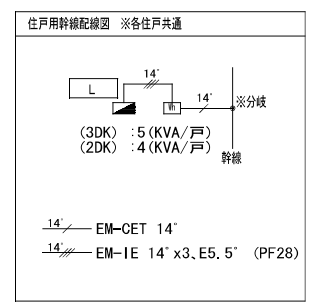 住戸用幹線配線図 ※各住戸共通
14°
L
Wh
14°
※分岐
(3DK) :5(KVA/戸)
(2DK) :4(KVA/戸)
幹線
14° EM-CET 14°
14° EM-IE 14°x3、E5.5° (PF28)